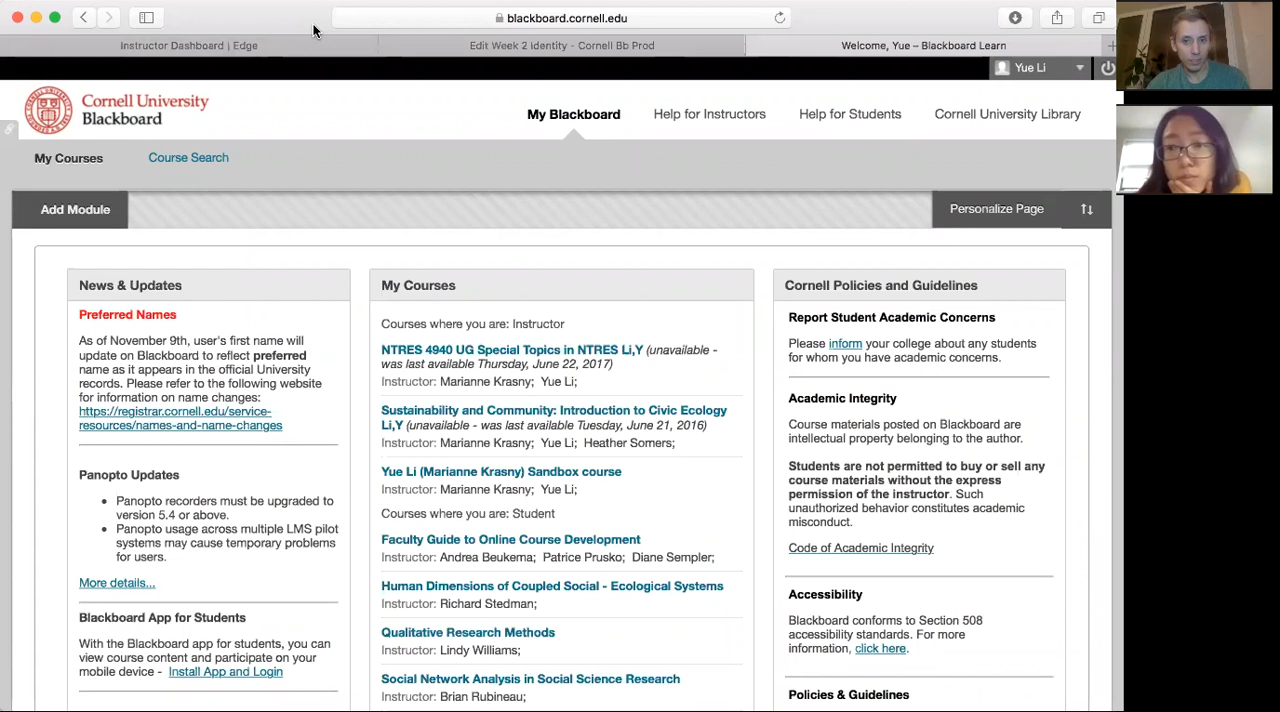 blackboard.cornell.edu
Instructor Dashboard | Edge
Edit Week 2 Identity - Cornell Bb Prod
Welcome, Yue – Blackboard Learn
Yue Li
Cornell University
Blackboard
My Blackboard
Help for Instructors
Help for Students
Cornell University Library
My Courses
Course Search
Add Module
Personalize Page
News & Updates
Preferred Names
As of November 9th, user's first name will
update on Blackboard to reflect preferred
name as it appears in the official University
records. Please refer to the following website
for information on name changes:
https://registrar.cornell.edu/service-
resources/names-and-name-changes
Panopto Updates
• Panopto recorders must be upgraded to
version 5.4 or above.
• Panopto usage across multiple LMS pilot
systems may cause temporary problems
for users.
More details...
Blackboard App for Students
With the Blackboard app for students, you can
view course content and participate on your
mobile device - Install App and Login
My Courses
Courses where you are: Instructor
NTRES 4940 UG Special Topics in NTRES Li,Y (unavailable -
was last available Thursday, June 22, 2017)
Instructor: Marianne Krasny; Yue Li;
Sustainability and Community: Introduction to Civic Ecology
Li,Y (unavailable - was last available Tuesday, June 21, 2016)
Instructor: Marianne Krasny; Yue Li; Heather Somers;
Yue Li (Marianne Krasny) Sandbox course
Instructor: Marianne Krasny; Yue Li;
Courses where you are: Student
Faculty Guide to Online Course Development
Instructor: Andrea Beukema; Patrice Prusko; Diane Sempler;
Human Dimensions of Coupled Social - Ecological Systems
Instructor: Richard Stedman;
Qualitative Research Methods
Instructor: Lindy Williams;
Social Network Analysis in Social Science Research
Instructor: Brian Rubineau;
Cornell Policies and Guidelines
Report Student Academic Concerns
Please inform your college about any students
for whom you have academic concerns.
Academic Integrity
Course materials posted on Blackboard are
intellectual property belonging to the author.
Students are not permitted to buy or sell any
course materials without the express
permission of the instructor. Such
unauthorized behavior constitutes academic
misconduct.
Code of Academic Integrity
Accessibility
Blackboard conforms to Section 508
accessibility standards. For more
information, click here.
Policies & Guidelines